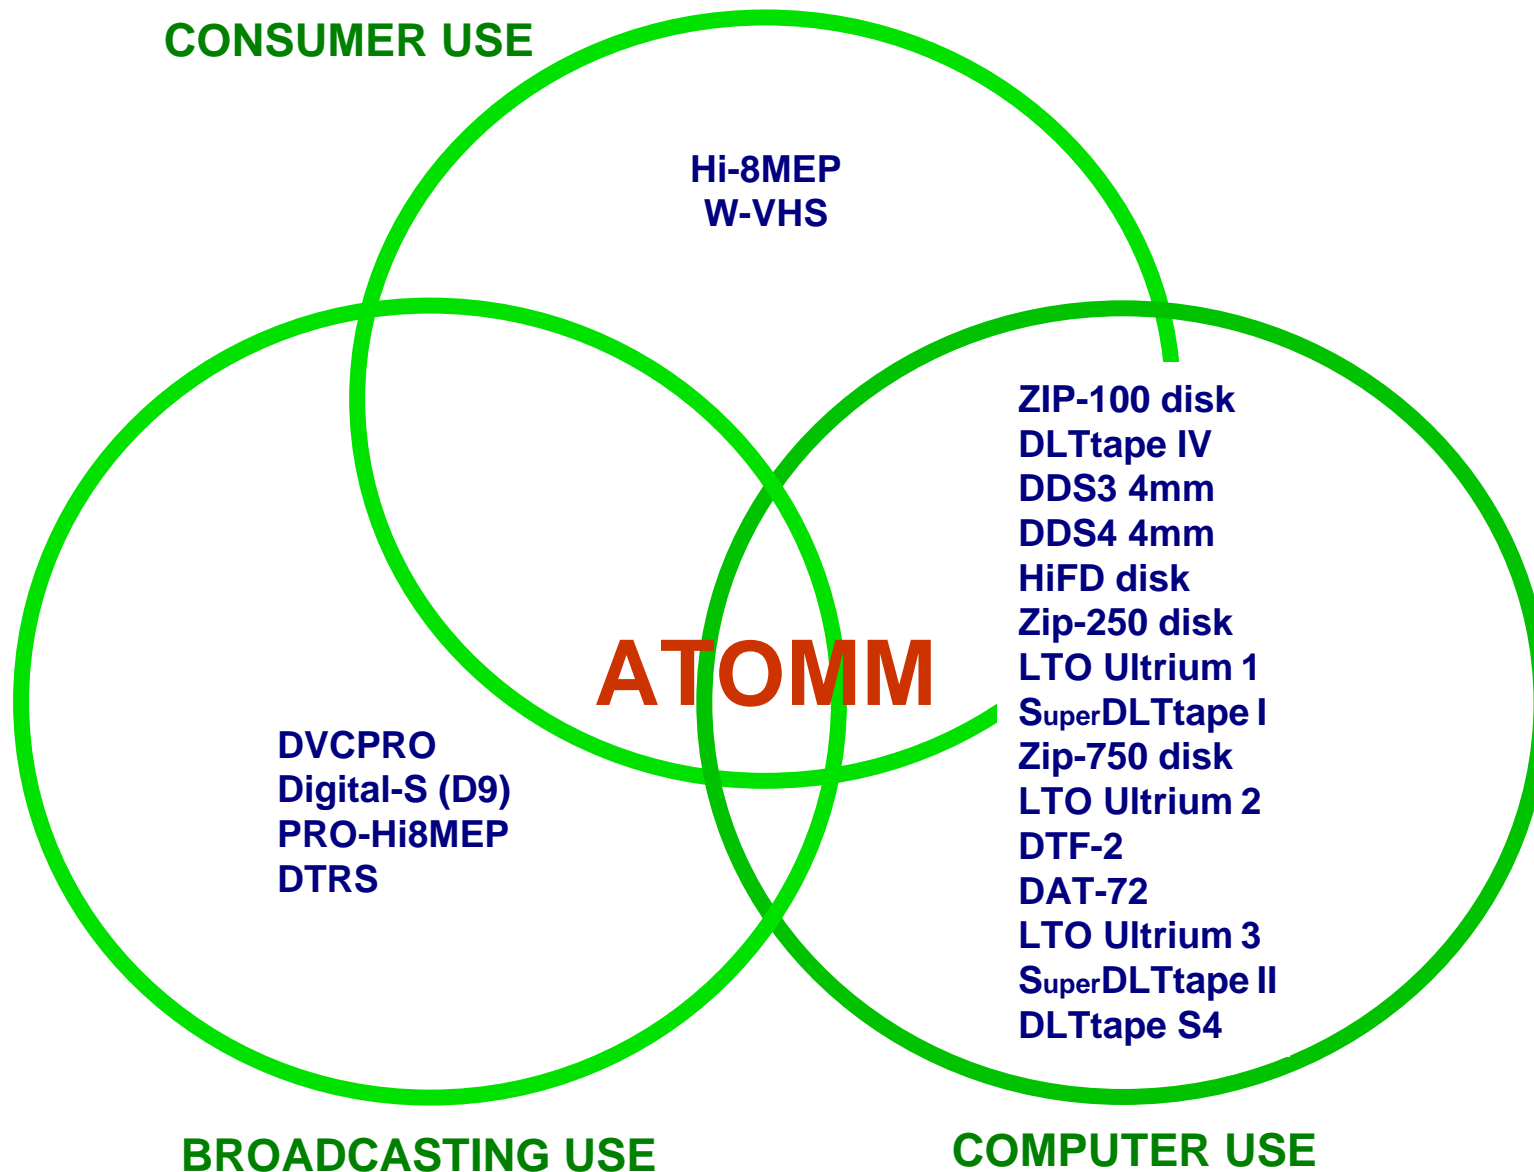 CONSUMER USE
Hi-8MEP
W-VHS
ZIP-100 disk
DLTtape IV
DDS3 4mm
DDS4 4mm
HiFD disk
Zip-250 disk
LTO Ultrium 1
SuperDLTtape I
Zip-750 disk
LTO Ultrium 2
DTF-2
DAT-72
LTO Ultrium 3
SuperDLTtape II
DLTtape S4
ATOMM
DVCPRO
Digital-S (D9)
PRO-Hi8MEP
DTRS
BROADCASTING USE
COMPUTER USE